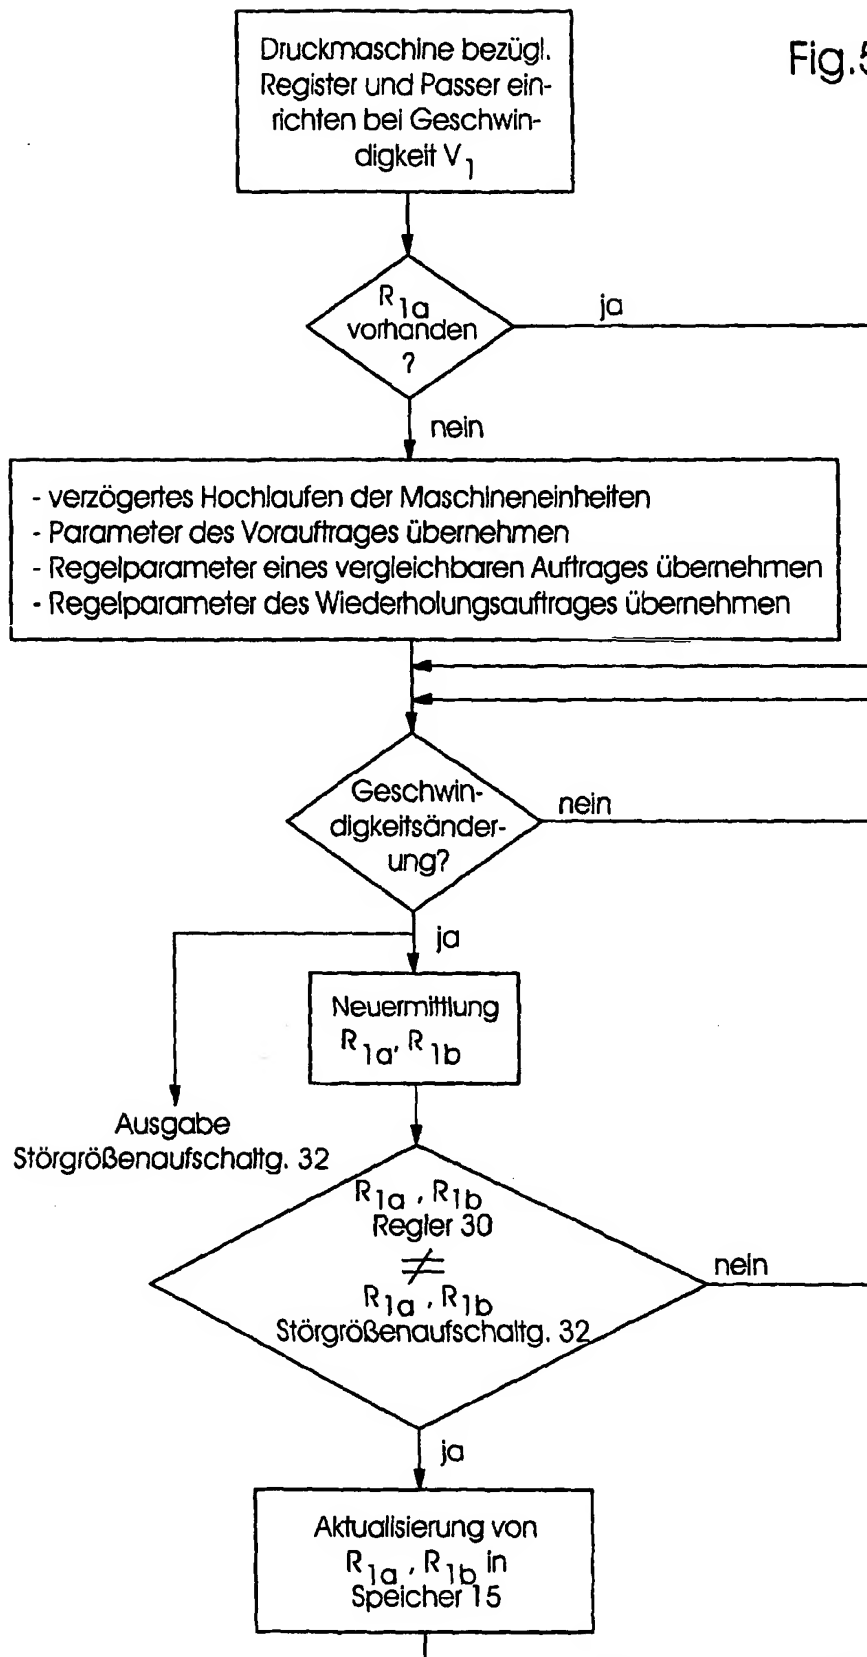 Fig.5
Druckmaschine bezügl.
Register und Passer ein-
richten bei Geschwin-
digkeit V1
R1a
vorhanden
?
ja
nein
- verzögertes Hochlaufen der Maschineneinheiten
- Parameter des Vorauftrages übernehmen
- Regelparameter eines vergleichbaren Auftrages übernehmen
- Regelparameter des Wiederholungsauftrages übernehmen
Geschwin-
digkeitsänder-
ung?
nein
ja
Neuermittlung
R1a, R1b
Ausgabe
Störgrößenaufschaltg. 32
R1a , R1b
Regler 30
≠
R1a , R1b
Störgrößenaufschaltg. 32
nein
ja
Aktualisierung von
R1a , R1b in
Speicher 15